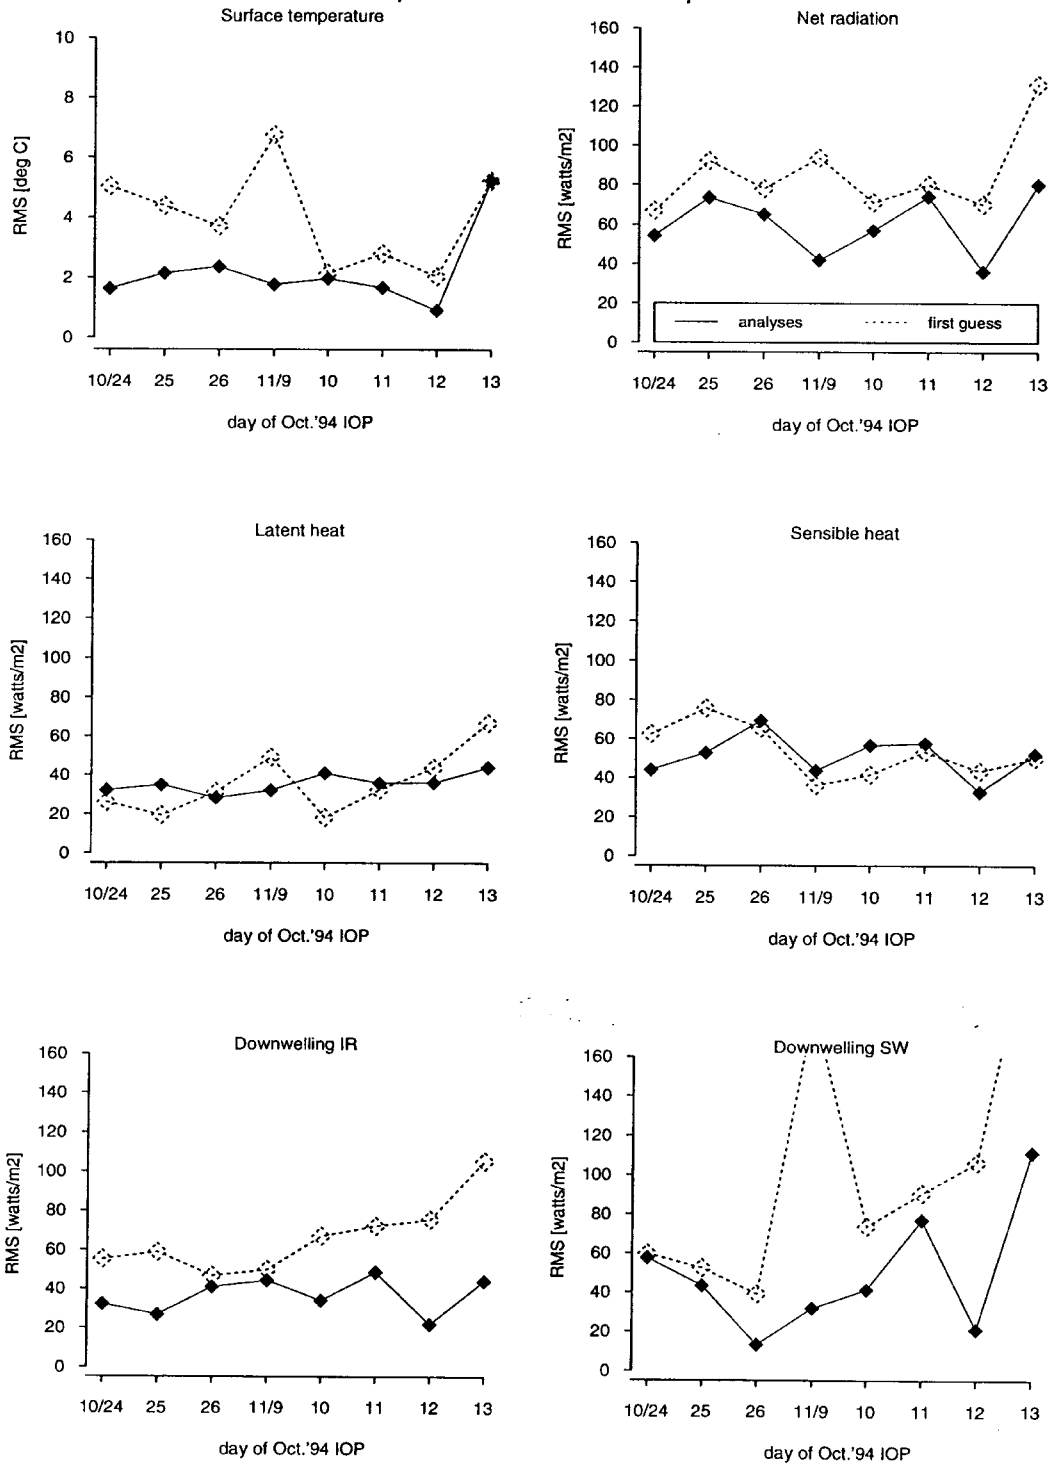 Surface temperature
10
8
6
4
2
0
RMS [deg C]
10/24 25 26 11/9 10 11 12 13
day of Oct.'94 IOP
Net radiation
160
140
120
100
80
60
40
20
0
RMS [watts/m2]
analyses first guess
10/24 25 26 11/9 10 11 12 13
day of Oct.'94 IOP
Latent heat
160
140
120
100
80
60
40
20
0
RMS [watts/m2]
10/24 25 26 11/9 10 11 12 13
day of Oct.'94 IOP
Sensible heat
160
140
120
100
80
60
40
20
0
RMS [watts/m2]
10/24 25 26 11/9 10 11 12 13
day of Oct.'94 IOP
Downwelling IR
160
140
120
100
80
60
40
20
0
RMS [watts/m2]
10/24 25 26 11/9 10 11 12 13
day of Oct.'94 IOP
Downwelling SW
160
140
120
100
80
60
40
20
0
RMS [watts/m2]
10/24 25 26 11/9 10 11 12 13
day of Oct.'94 IOP